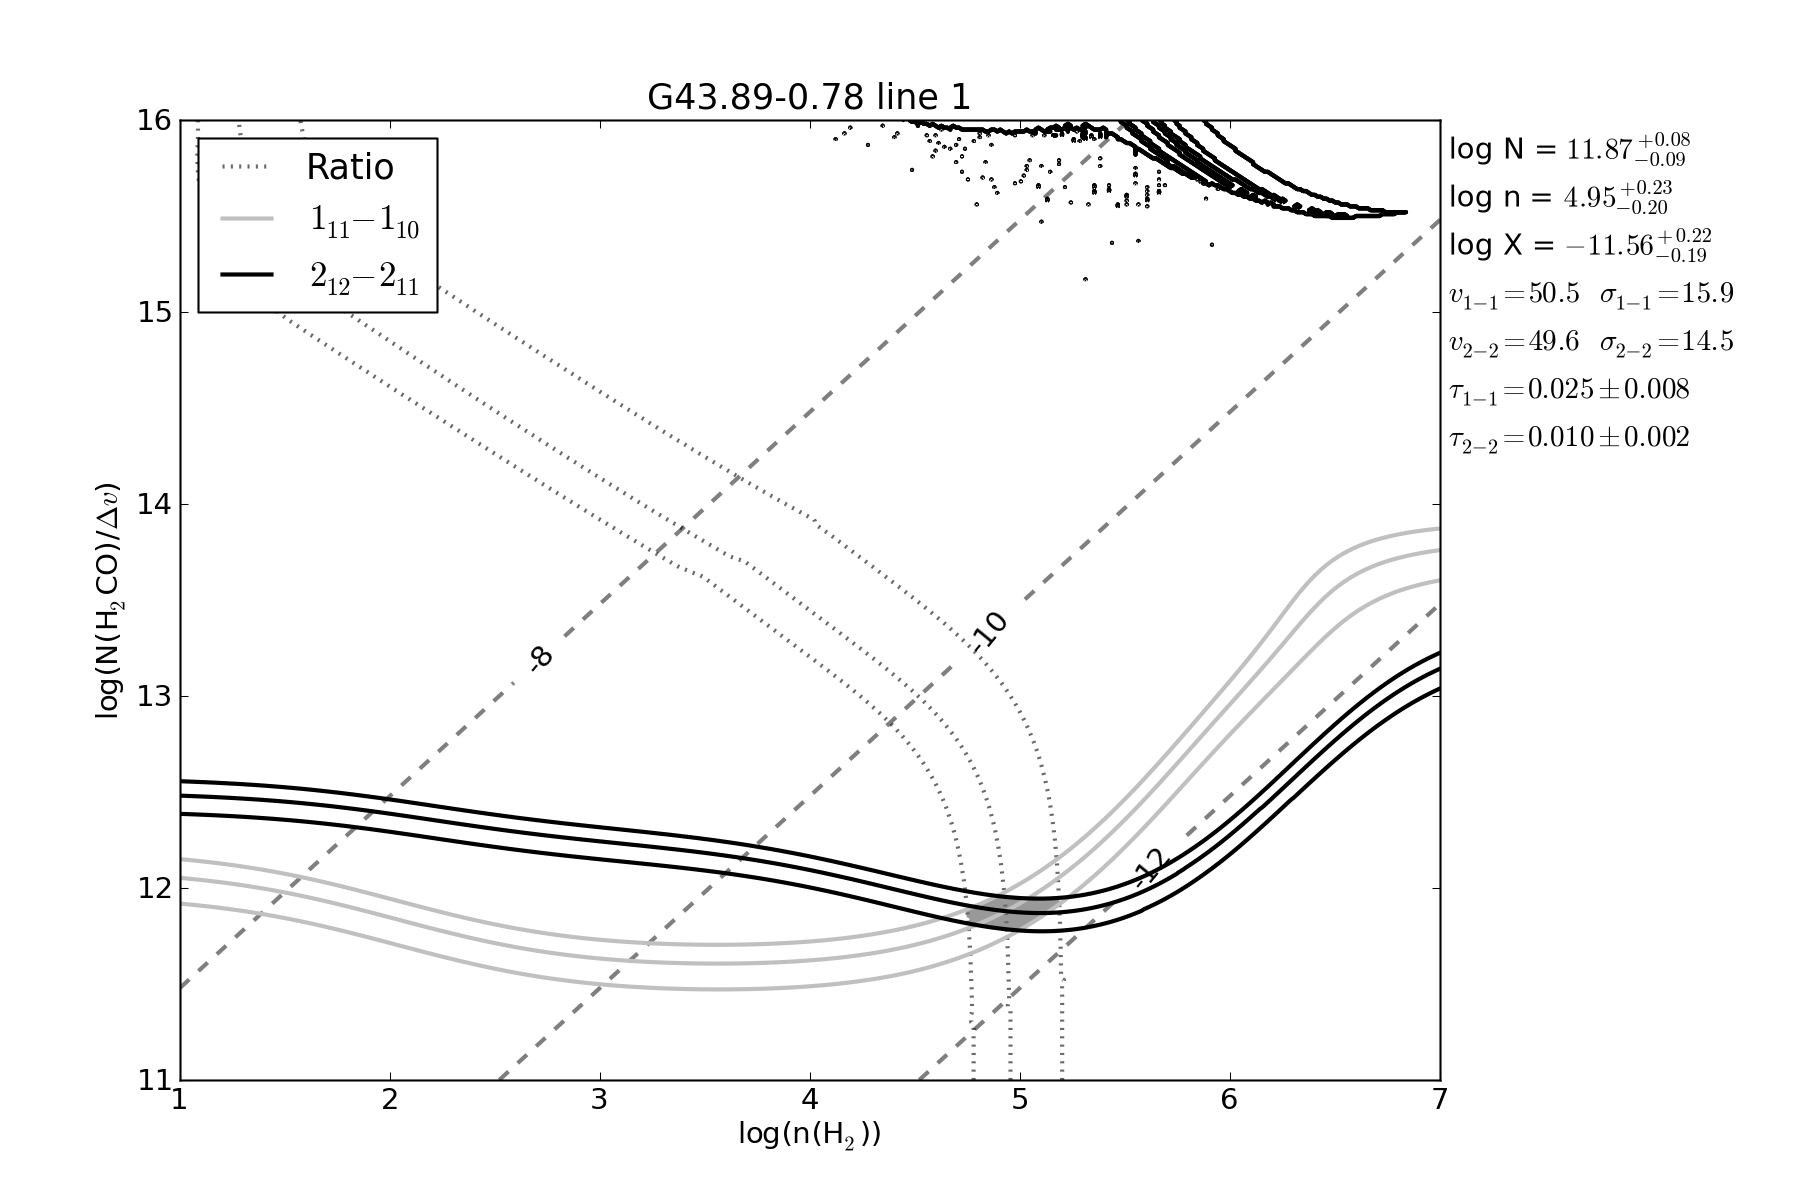 G43.89-0.78 line 1
16
15
14
13
12
11
1 2 3 4 5 6 7
log(N(H₂CO)/Δv)
log(n(H₂))
Ratio
1₁₁−1₁₀
2₁₂−2₁₁
-8
-10
-12
log N = 11.87 +0.08 −0.09
log n = 4.95 +0.23 −0.20
log X = −11.56 +0.22 −0.19
v₁₋₁=50.5 σ₁₋₁=15.9
v₂₋₂=49.6 σ₂₋₂=14.5
τ₁₋₁=0.025±0.008
τ₂₋₂=0.010±0.002